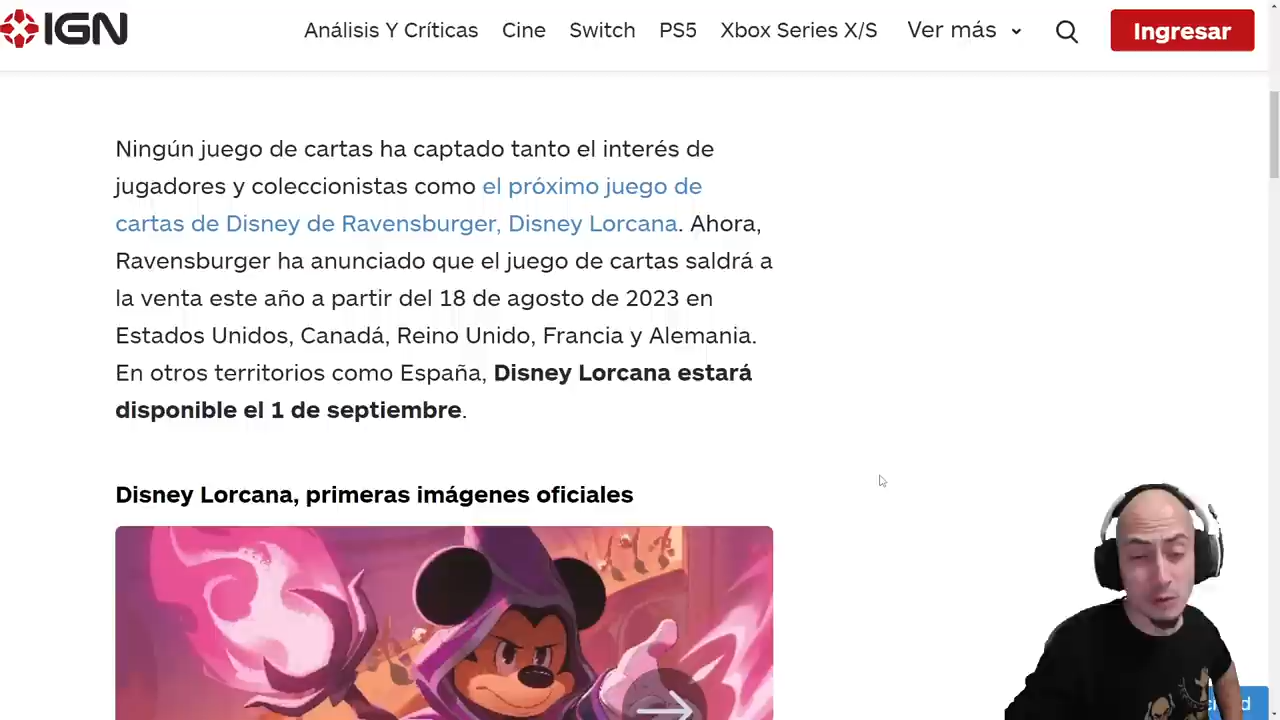 IGN
Análisis Y Críticas Cine Switch PS5 Xbox Series X/S Ver más Ingresar
Ningún juego de cartas ha captado tanto el interés de
jugadores y coleccionistas como el próximo juego de
cartas de Disney de Ravensburger, Disney Lorcana. Ahora,
Ravensburger ha anunciado que el juego de cartas saldrá a
la venta este año a partir del 18 de agosto de 2023 en
Estados Unidos, Canadá, Reino Unido, Francia y Alemania.
En otros territorios como España, Disney Lorcana estará
disponible el 1 de septiembre.
Disney Lorcana, primeras imágenes oficiales